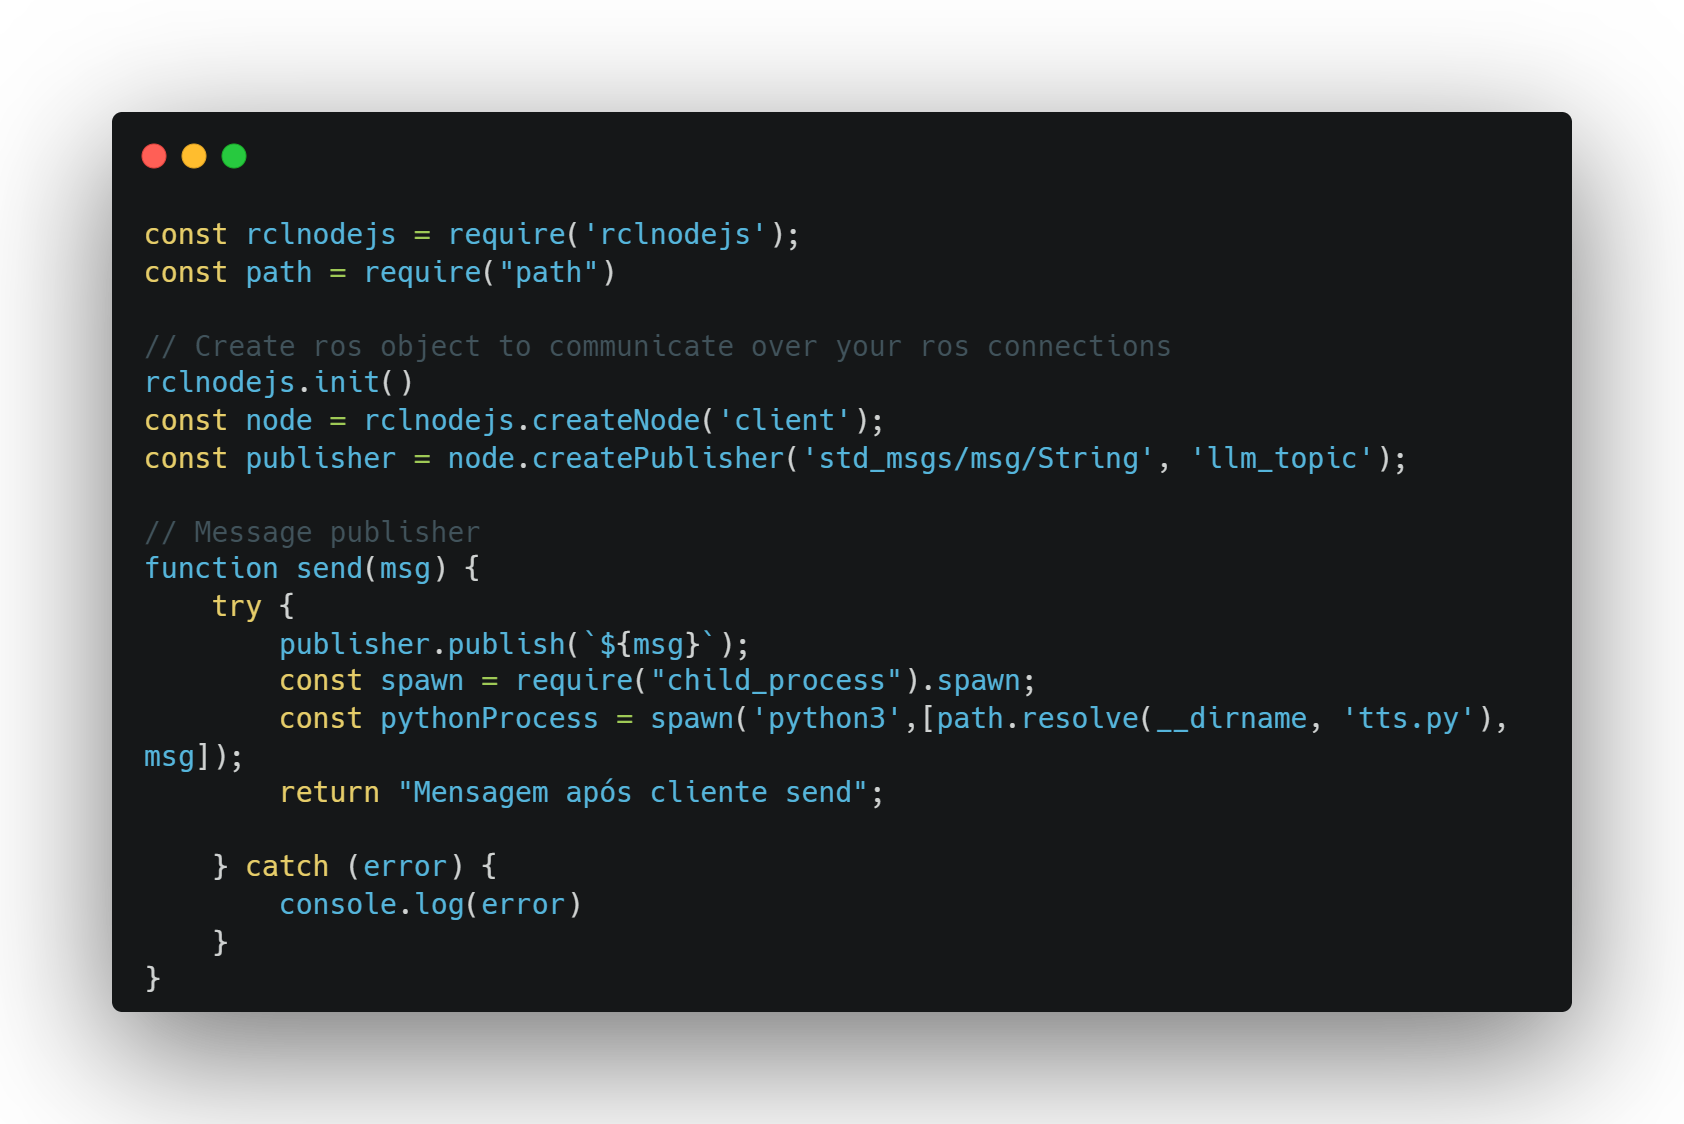 const rclnodejs = require('rclnodejs');
const path = require("path")

// Create ros object to communicate over your ros connections
rclnodejs.init()
const node = rclnodejs.createNode('client');
const publisher = node.createPublisher('std_msgs/msg/String', 'llm_topic');

// Message publisher
function send(msg) {
    try {
        publisher.publish(`${msg}`);
        const spawn = require("child_process").spawn;
        const pythonProcess = spawn('python3',[path.resolve(__dirname, 'tts.py'),
msg]);
        return "Mensagem após cliente send";

    } catch (error) {
        console.log(error)
    }
}